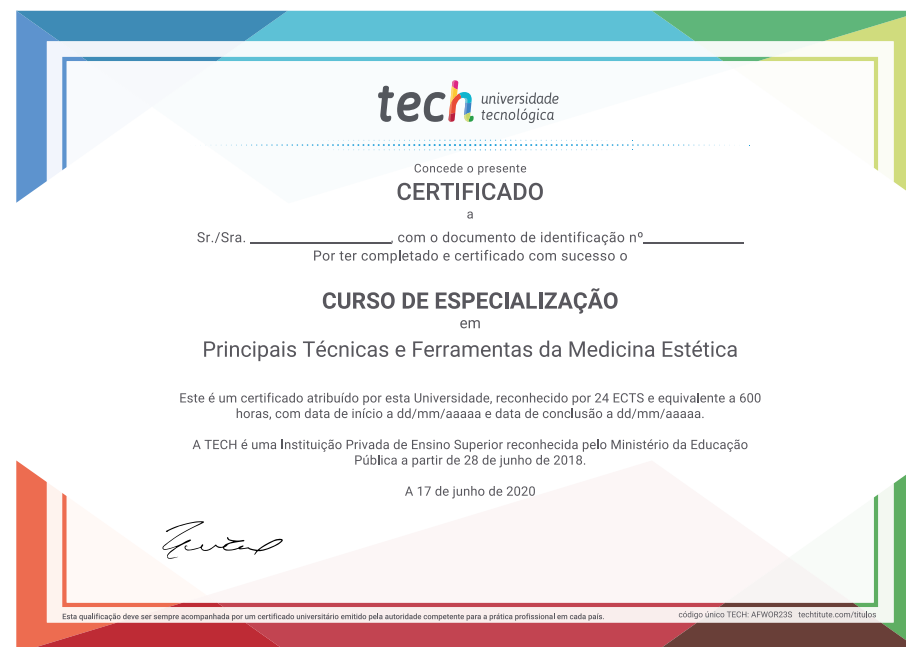 tech universidade
tecnológica
Concede o presente
CERTIFICADO
a
Sr./Sra. ____________________, com o documento de identificação nº______________
Por ter completado e certificado com sucesso o
CURSO DE ESPECIALIZAÇÃO
em
Principais Técnicas e Ferramentas da Medicina Estética
Este é um certificado atribuído por esta Universidade, reconhecido por 24 ECTS e equivalente a 600
horas, com data de início a dd/mm/aaaaa e data de conclusão a dd/mm/aaaaa.
A TECH é uma Instituição Privada de Ensino Superior reconhecida pelo Ministério da Educação
Pública a partir de 28 de junho de 2018.
A 17 de junho de 2020
Esta qualificação deve ser sempre acompanhada por um certificado universitário emitido pela autoridade competente para a prática profissional em cada país.
código único TECH: AFWOR23S techtitute.com/titulos